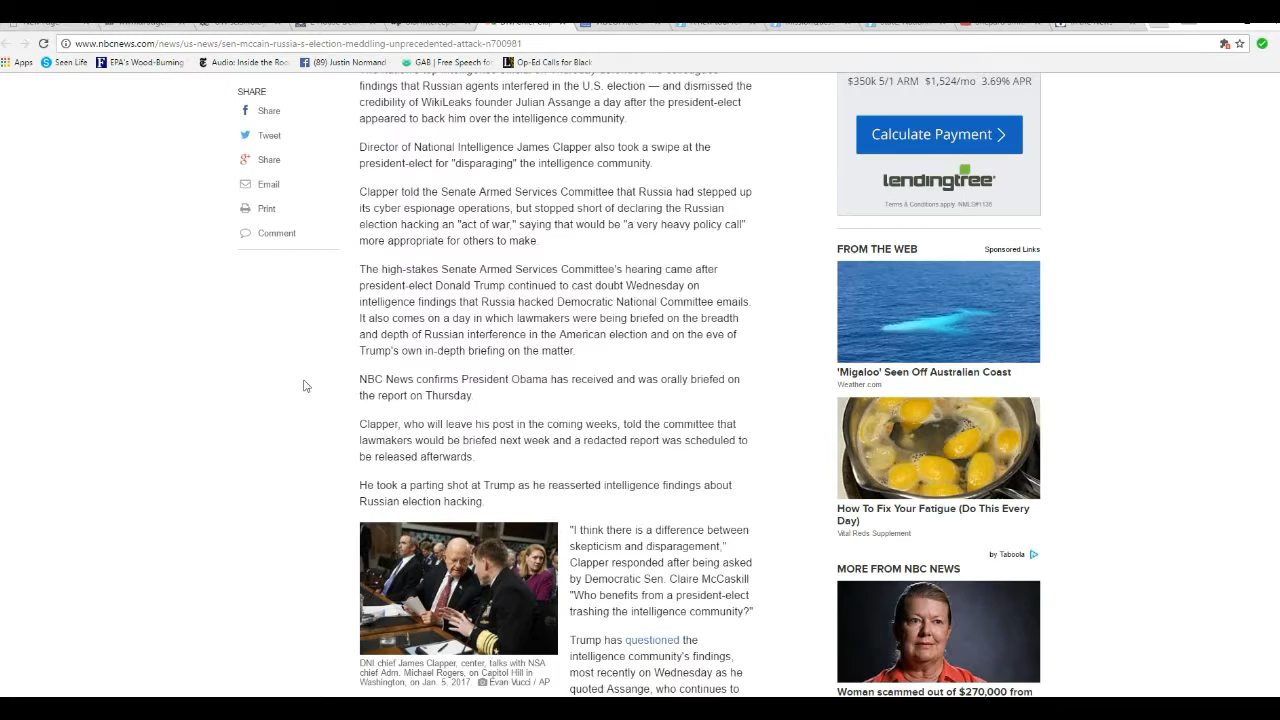 www.nbcnews.com/news/us-news/sen-mccain-russia-s-election-meddling-unprecedented-attack-n700981
Apps
Seen Life
EPA's Wood-Burning
Audio: Inside the Roo
(89) Justin Normand
GAB | Free Speech for
Op-Ed Calls for Black
SHARE
Share
Tweet
Share
Email
Print
Comment
findings that Russian agents interfered in the U.S. election — and dismissed the
credibility of WikiLeaks founder Julian Assange a day after the president-elect
appeared to back him over the intelligence community.
Director of National Intelligence James Clapper also took a swipe at the
president-elect for "disparaging" the intelligence community.
Clapper told the Senate Armed Services Committee that Russia had stepped up
its cyber espionage operations, but stopped short of declaring the Russian
election hacking an "act of war," saying that would be "a very heavy policy call"
more appropriate for others to make.
The high-stakes Senate Armed Services Committee's hearing came after
president-elect Donald Trump continued to cast doubt Wednesday on
intelligence findings that Russia hacked Democratic National Committee emails.
It also comes on a day in which lawmakers were being briefed on the breadth
and depth of Russian interference in the American election and on the eve of
Trump's own in-depth briefing on the matter.
NBC News confirms President Obama has received and was orally briefed on
the report on Thursday.
Clapper, who will leave his post in the coming weeks, told the committee that
lawmakers would be briefed next week and a redacted report was scheduled to
be released afterwards.
He took a parting shot at Trump as he reasserted intelligence findings about
Russian election hacking.
"I think there is a difference between
skepticism and disparagement,"
Clapper responded after being asked
by Democratic Sen. Claire McCaskill
"Who benefits from a president-elect
trashing the intelligence community?"
Trump has questioned the
intelligence community's findings,
most recently on Wednesday as he
quoted Assange, who continues to
DNI chief James Clapper, center, talks with NSA
chief Adm. Michael Rogers, on Capitol Hill in
Washington, on Jan. 5, 2017. Evan Vucci / AP
$350k 5/1 ARM $1,524/mo 3.69% APR
Calculate Payment
lendingtree
Terms & Conditions apply. NMLS#1136
FROM THE WEB
Sponsored Links
'Migaloo' Seen Off Australian Coast
Weather.com
How To Fix Your Fatigue (Do This Every
Day)
Vital Reds Supplement
by Taboola
MORE FROM NBC NEWS
Woman scammed out of $270,000 from